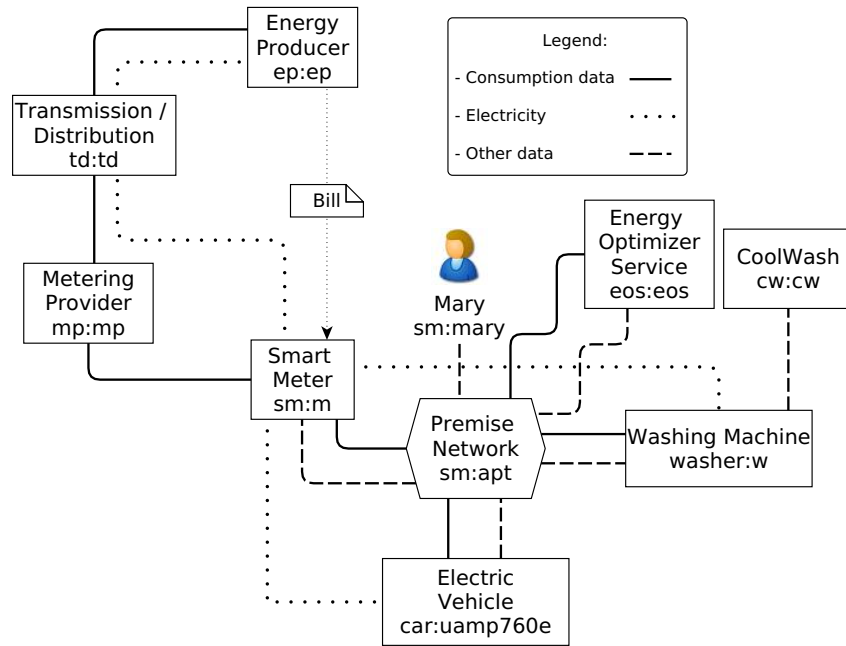 Energy
Producer
ep:ep
Transmission /
Distribution
td:td
Legend:
- Consumption data
- Electricity
- Other data
Bill
Metering
Provider
mp:mp
Mary
sm:mary
Energy
Optimizer
Service
eos:eos
CoolWash
cw:cw
Smart
Meter
sm:m
Premise
Network
sm:apt
Washing Machine
washer:w
Electric
Vehicle
car:uamp760e